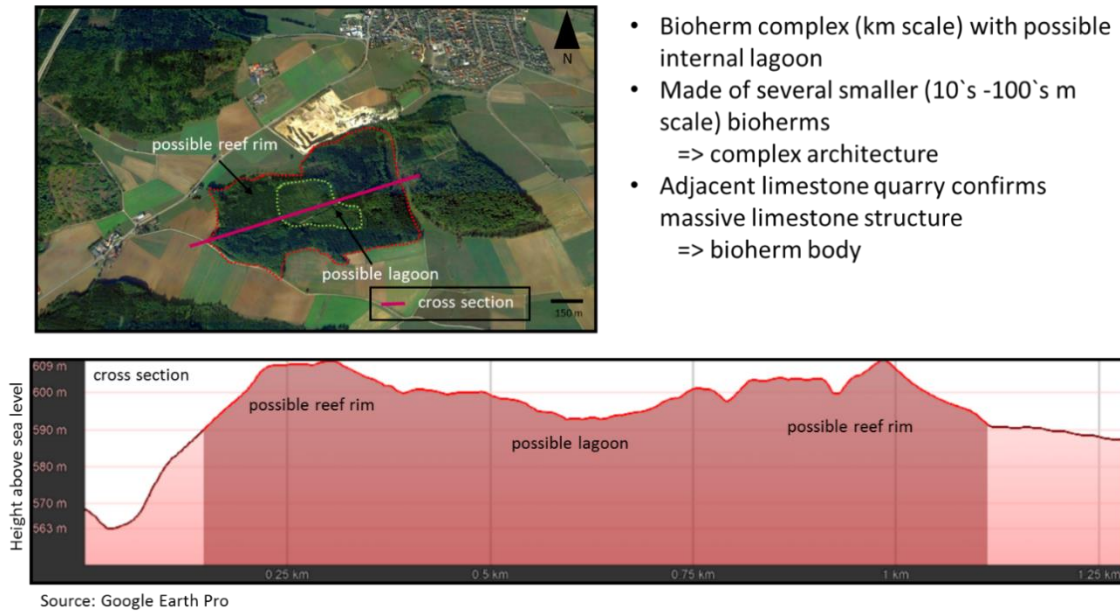 N
possible reef rim
possible lagoon
cross section
150 m
• Bioherm complex (km scale) with possible
internal lagoon
• Made of several smaller (10`s -100`s m
scale) bioherms
=> complex architecture
• Adjacent limestone quarry confirms
massive limestone structure
=> bioherm body
Height above sea level
609 m
600 m
590 m
580 m
570 m
563 m
cross section
possible reef rim
possible lagoon
possible reef rim
0.25 km
0.5 km
0.75 km
1 km
1.25 km
Source: Google Earth Pro